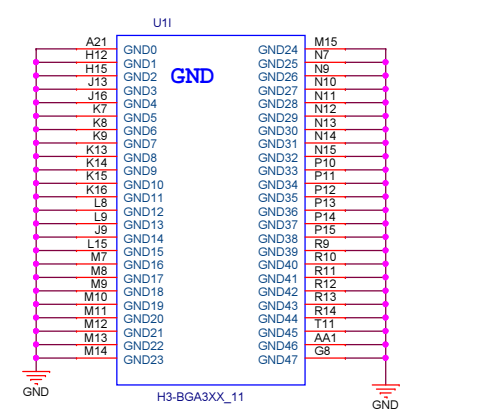 U1I
A21 GND0 GND24 M15
H12 GND1 GND25 N7
H15 GND2 GND26 N9
GND
J13 GND3 GND27 N10
J16 GND4 GND28 N11
K7 GND5 GND29 N12
K8 GND6 GND30 N13
K9 GND7 GND31 N14
K13 GND8 GND32 N15
K14 GND9 GND33 P10
K15 GND10 GND34 P11
K16 GND11 GND35 P12
L8 GND12 GND36 P13
L9 GND13 GND37 P14
J9 GND14 GND38 P15
L15 GND15 GND39 R9
M7 GND16 GND40 R10
M8 GND17 GND41 R11
M9 GND18 GND42 R12
M10 GND19 GND43 R13
M11 GND20 GND44 R14
M12 GND21 GND45 T11
M13 GND22 GND46 AA1
M14 GND23 GND47 G8
GND
H3-BGA3XX_11
GND